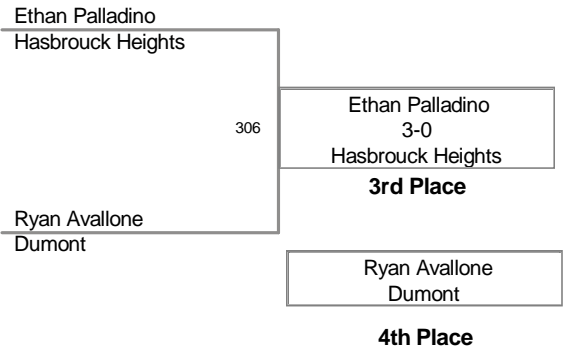 Ethan Palladino
Hasbrouck Heights
306
Ethan Palladino
3-0
Hasbrouck Heights
3rd Place
Ryan Avallone
Dumont
Ryan Avallone
Dumont
4th Place